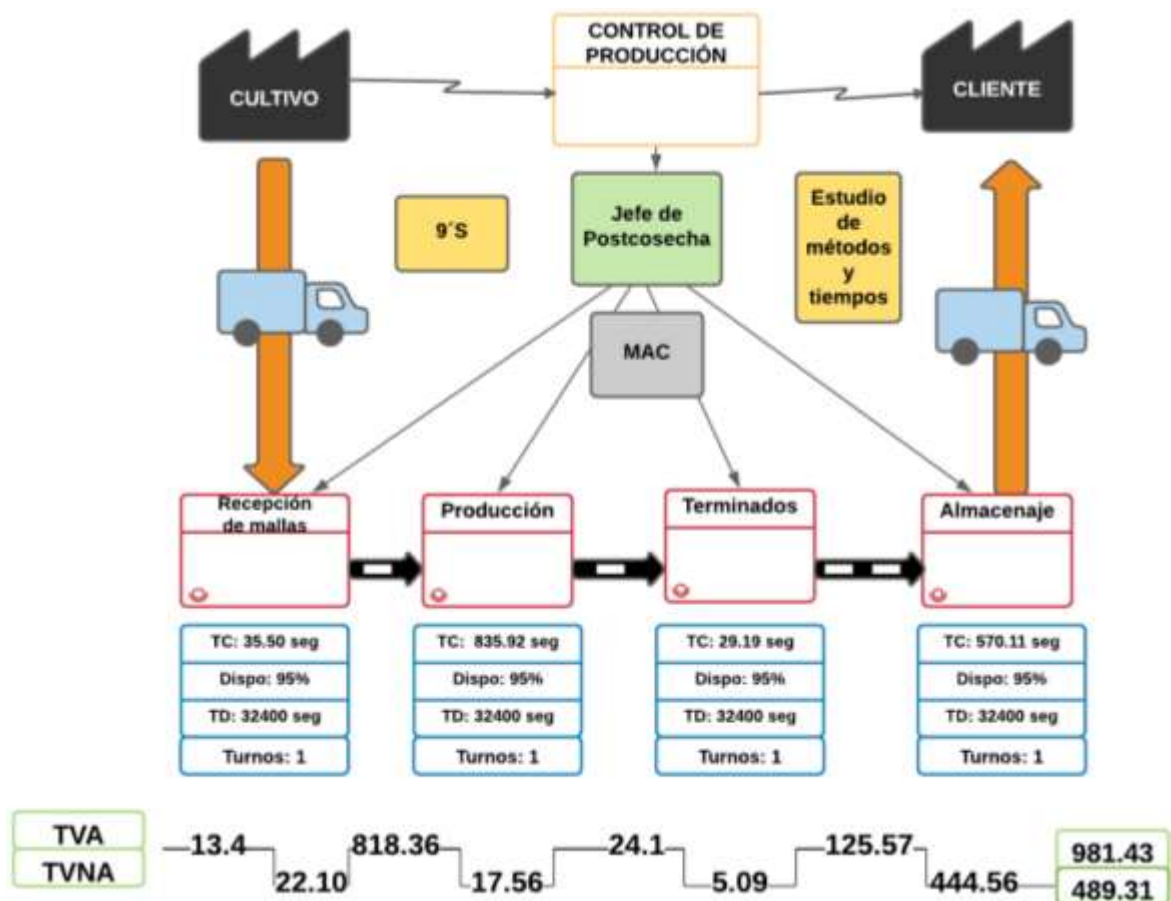 CONTROL DE
PRODUCCIÓN
CULTIVO
CLIENTE
9´S
Jefe de
Postcosecha
Estudio
de
métodos
y
tiempos
MAC
Recepción
de mallas
Producción
Terminados
Almacenaje
TC: 35.50 seg
Dispo: 95%
TD: 32400 seg
Turnos: 1
TC: 835.92 seg
Dispo: 95%
TD: 32400 seg
Turnos: 1
TC: 29.19 seg
Dispo: 95%
TD: 32400 seg
Turnos: 1
TC: 570.11 seg
Dispo: 95%
TD: 32400 seg
Turnos: 1
TVA
13.4 818.36 24.1 125.57 981.43
TVNA
22.10 17.56 5.09 444.56 489.31